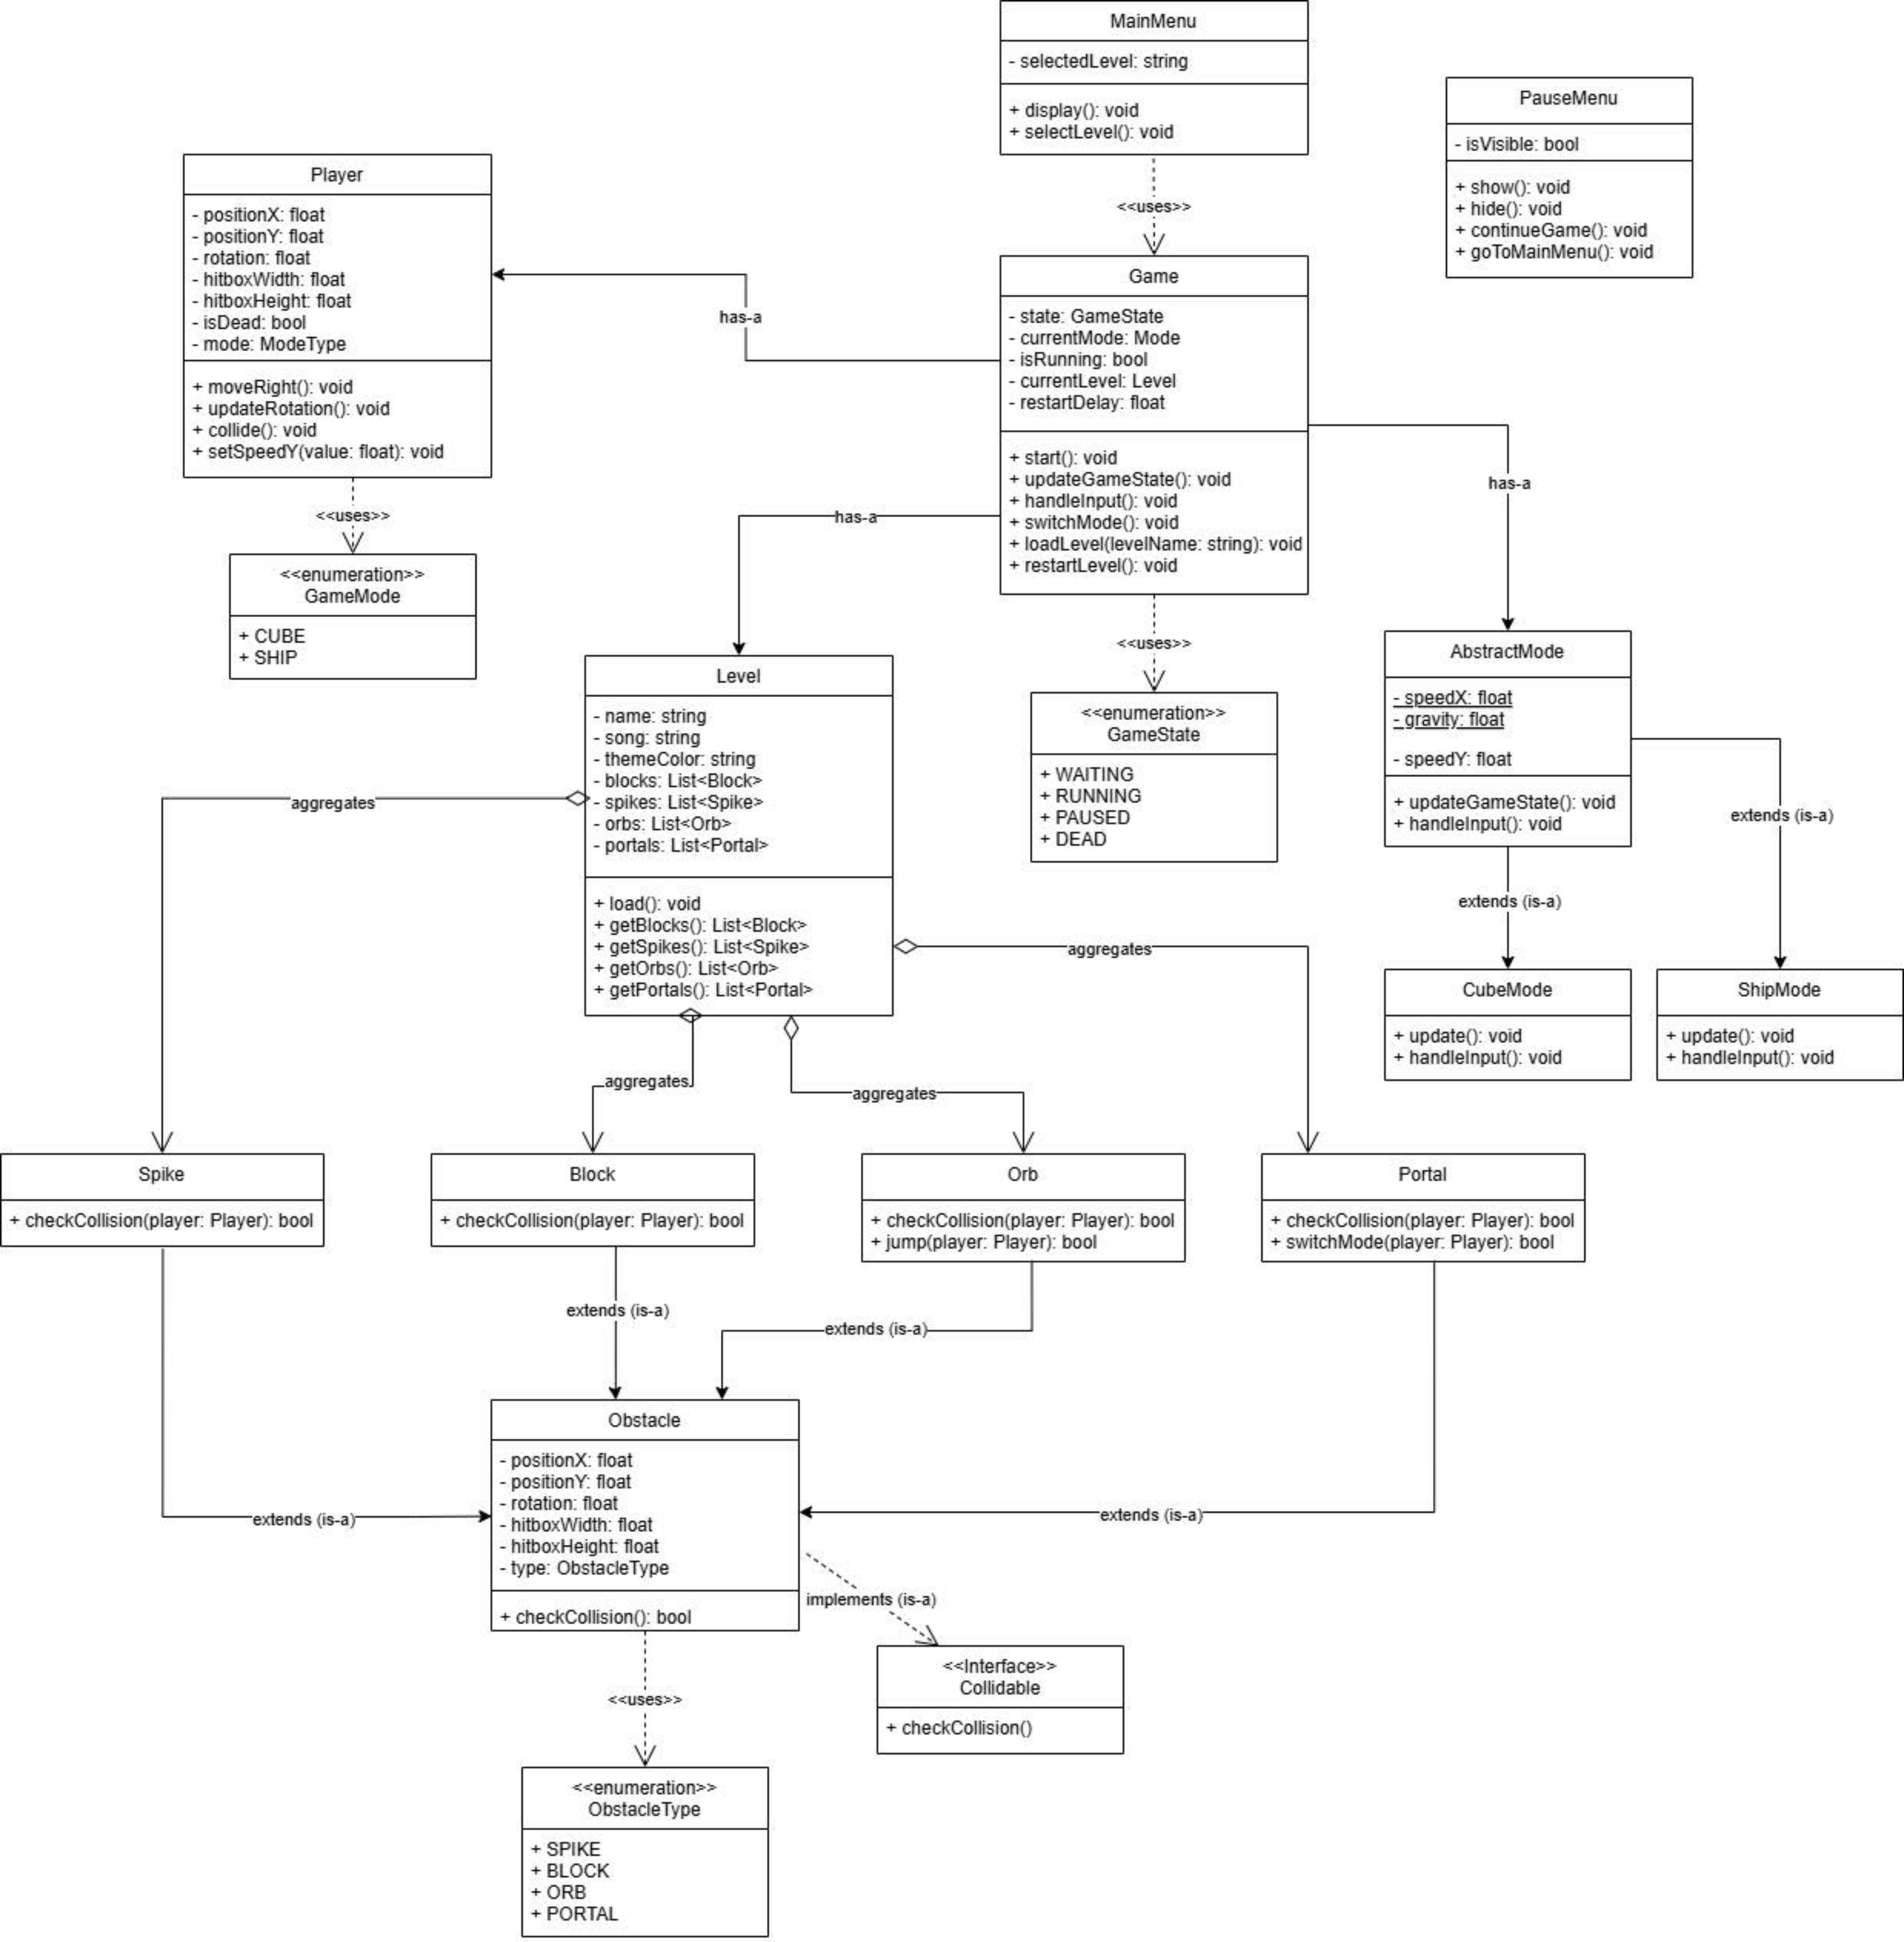 MainMenu
- selectedLevel: string
+ display(): void
+ selectLevel(): void
PauseMenu
- isVisible: bool
+ show(): void
+ hide(): void
+ continueGame(): void
+ goToMainMenu(): void
<<uses>>
Player
- positionX: float
- positionY: float
- rotation: float
- hitboxWidth: float
- hitboxHeight: float
- isDead: bool
- mode: ModeType
+ moveRight(): void
+ updateRotation(): void
+ collide(): void
+ setSpeedY(value: float): void
has-a
Game
- state: GameState
- currentMode: Mode
- isRunning: bool
- currentLevel: Level
- restartDelay: float
+ start(): void
+ updateGameState(): void
+ handleInput(): void
+ switchMode(): void
+ loadLevel(levelName: string): void
+ restartLevel(): void
has-a
has-a
<<uses>>
<<enumeration>>
GameMode
+ CUBE
+ SHIP
<<uses>>
<<enumeration>>
GameState
+ WAITING
+ RUNNING
+ PAUSED
+ DEAD
AbstractMode
- speedX: float
- gravity: float
- speedY: float
+ updateGameState(): void
+ handleInput(): void
extends (is-a)
extends (is-a)
CubeMode
+ update(): void
+ handleInput(): void
ShipMode
+ update(): void
+ handleInput(): void
Level
- name: string
- song: string
- themeColor: string
- blocks: List<Block>
- spikes: List<Spike>
- orbs: List<Orb>
- portals: List<Portal>
+ load(): void
+ getBlocks(): List<Block>
+ getSpikes(): List<Spike>
+ getOrbs(): List<Orb>
+ getPortals(): List<Portal>
aggregates
aggregates
aggregates
aggregates
Spike
+ checkCollision(player: Player): bool
Block
+ checkCollision(player: Player): bool
Orb
+ checkCollision(player: Player): bool
+ jump(player: Player): bool
Portal
+ checkCollision(player: Player): bool
+ switchMode(player: Player): bool
extends (is-a)
extends (is-a)
extends (is-a)
extends (is-a)
Obstacle
- positionX: float
- positionY: float
- rotation: float
- hitboxWidth: float
- hitboxHeight: float
- type: ObstacleType
+ checkCollision(): bool
implements (is-a)
<<Interface>>
Collidable
+ checkCollision()
<<uses>>
<<enumeration>>
ObstacleType
+ SPIKE
+ BLOCK
+ ORB
+ PORTAL